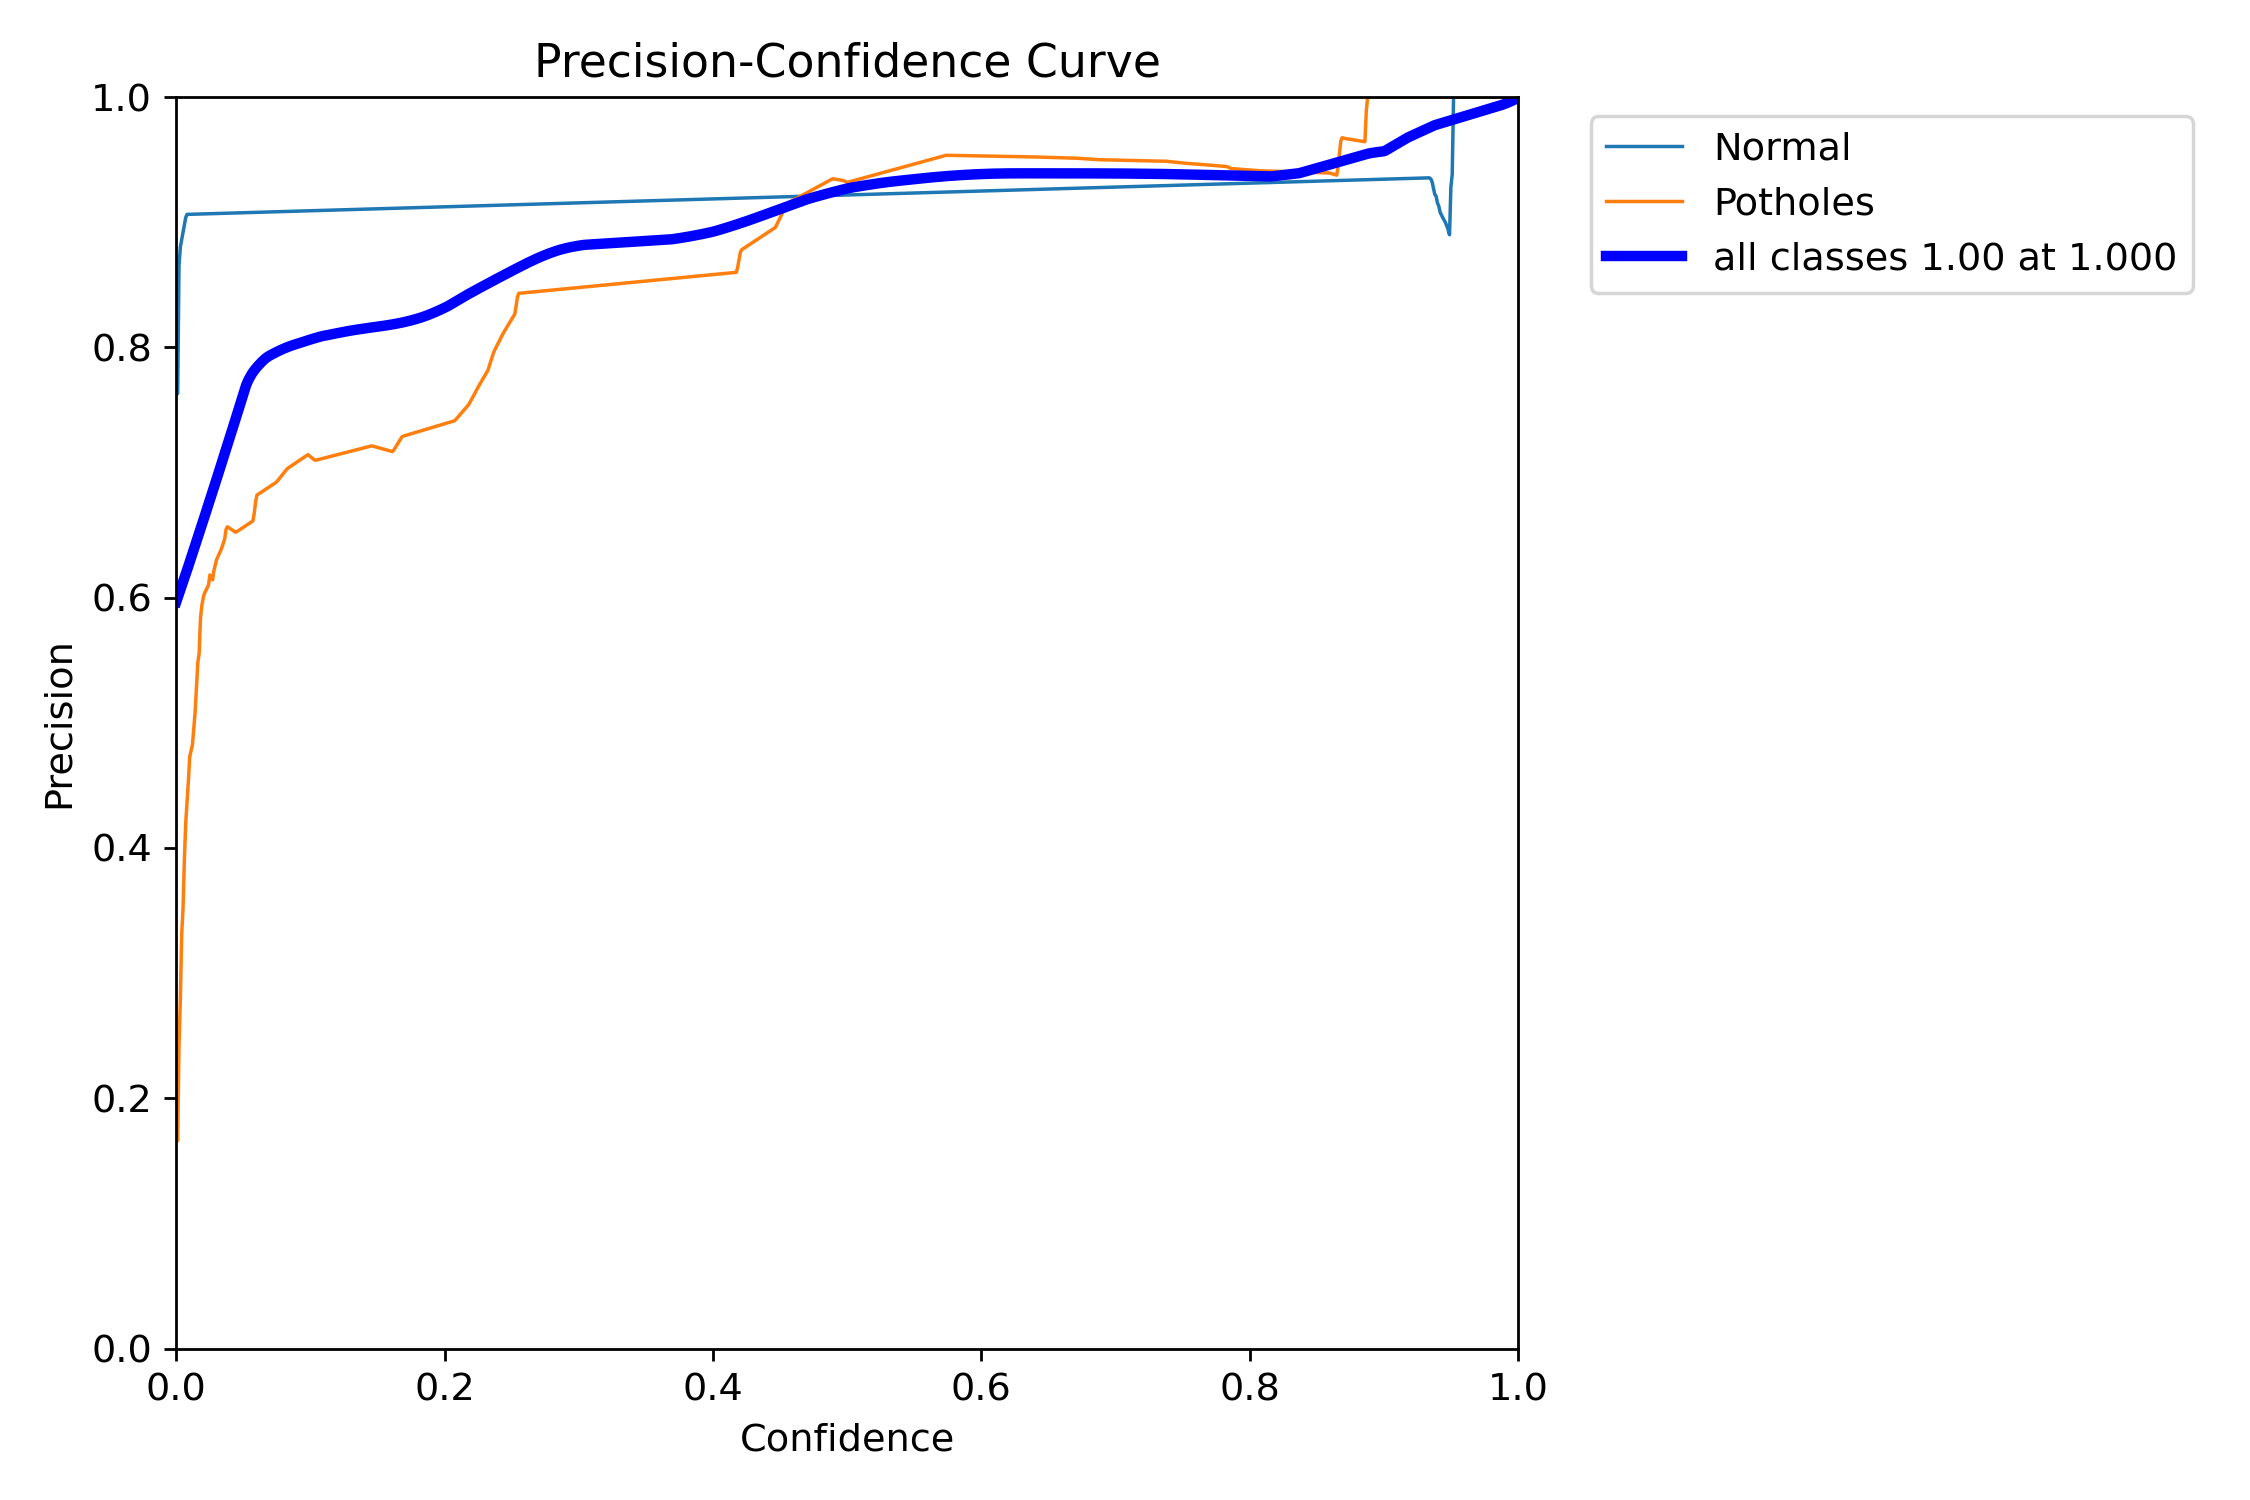 Precision-Confidence Curve
1.0
0.8
0.6
0.4
0.2
0.0
Precision
0.0 0.2 0.4 0.6 0.8 1.0
Confidence
Normal
Potholes
all classes 1.00 at 1.000